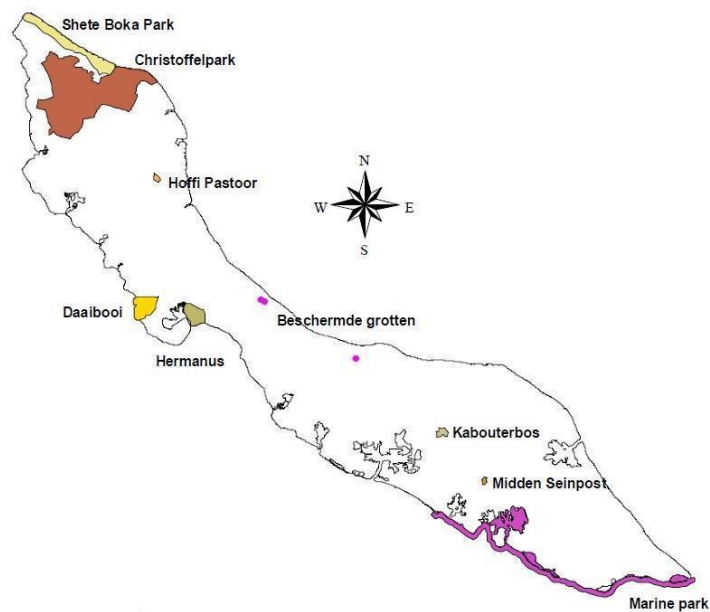 Shete Boka Park
Christoffelpark
N
Hoffi Pastoor
W E
S
Daaibooi
Beschermde grotten
Hermanus
Kabouterbos
Midden Seinpost
Marine park